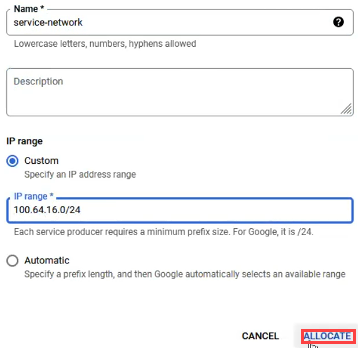 Name *
service-network
Lowercase letters, numbers, hyphens allowed
Description
IP range
Custom
Specify an IP address range
IP range *
100.64.16.0/24
Each service producer requires a minimum prefix size. For Google, it is /24.
Automatic
Specify a prefix length, and then Google automatically selects an available range
CANCEL ALLOCATE